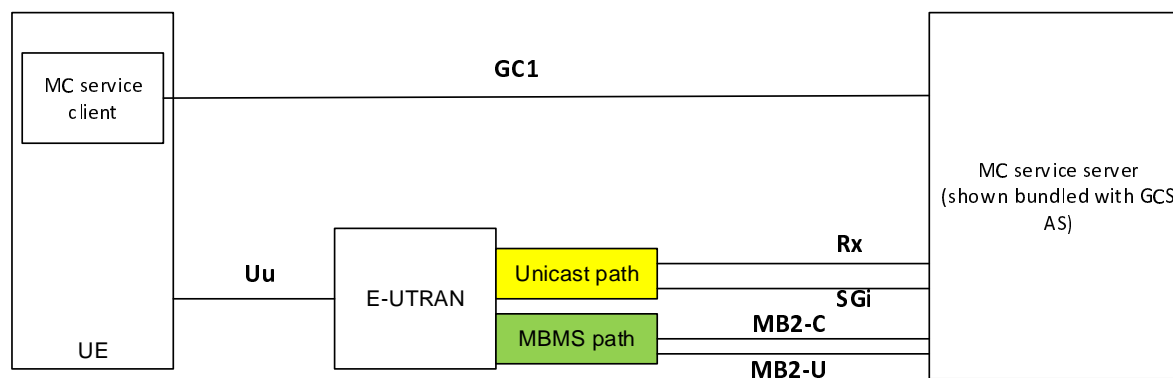 GC1
MC service
client
MC service server
(shown bundled with GCS
AS)
Rx
Uu
Unicast path
E-UTRAN
SGi
MB2-C
MBMS path
UE
MB2-U